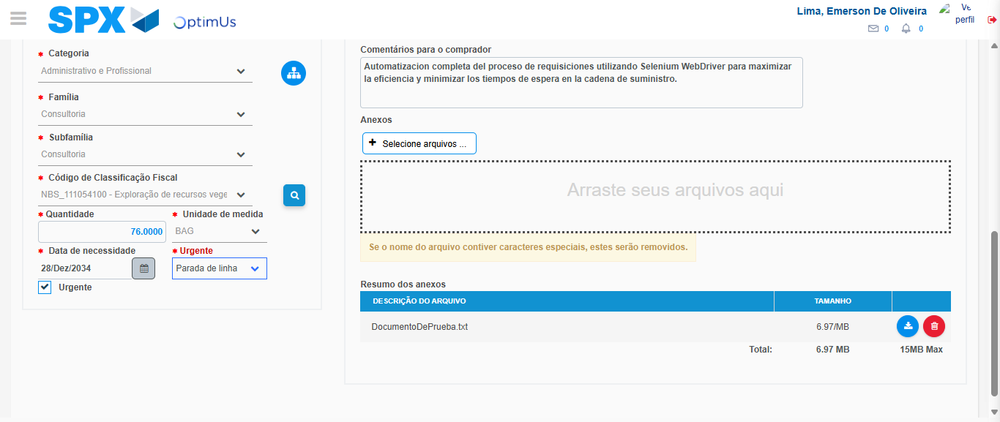 SPX
OptimUs
Lima, Emerson De Oliveira
0
0
Ve
perfil
* Categoria
Administrativo e Profissional
* Família
Consultoria
* Subfamília
Consultoria
* Código de Classificação Fiscal
NBS_111054100 - Exploração de recursos vege
* Quantidade
* Unidade de medida
76.0000
BAG
* Data de necessidade
* Urgente
28/Dez/2034
Parada de linha
Urgente
Comentários para o comprador
Automatizacion completa del proceso de requisiciones utilizando Selenium WebDriver para maximizar
la eficiencia y minimizar los tiempos de espera en la cadena de suministro.
Anexos
+ Selecione arquivos ...
Arraste seus arquivos aqui
Se o nome do arquivo contiver caracteres especiais, estes serão removidos.
Resumo dos anexos
DESCRIÇÃO DO ARQUIVO
TAMANHO
DocumentoDePrueba.txt
6.97/MB
Total:
6.97 MB
15MB Max